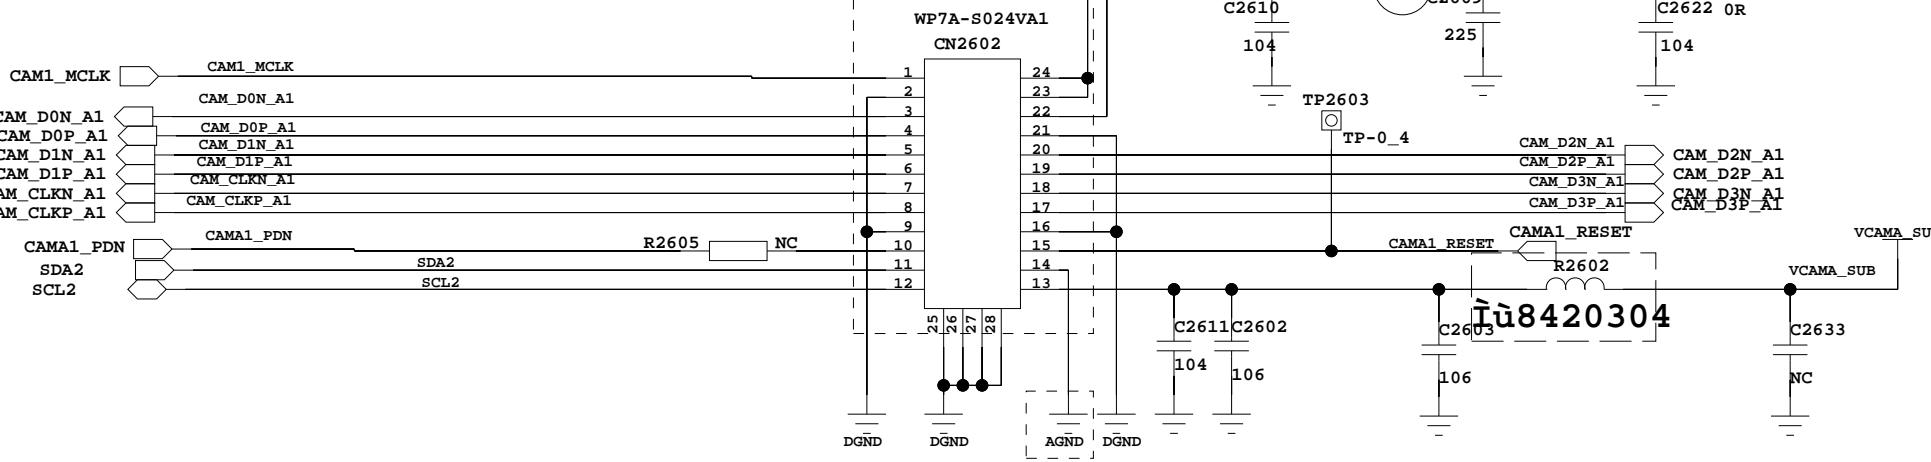 WP7A-S024VA1
CN2602
C2610
104
225
C2622 0R
104
CAM1_MCLK
CAM1_MCLK
1
24
2
23
CAM_D0N_A1
CAM_D0N_A1
3
22
CAM_D0P_A1
CAM_D0P_A1
4
21
CAM_D1N_A1
CAM_D1N_A1
5
20
CAM_D2N_A1
CAM_D2N_A1
CAM_D1P_A1
CAM_D1P_A1
6
19
CAM_D2P_A1
CAM_D2P_A1
CAM_CLKN_A1
CAM_CLKN_A1
7
18
CAM_D3N_A1
CAM_D3N_A1
CAM_CLKP_A1
CAM_CLKP_A1
8
17
CAM_D3P_A1
CAM_D3P_A1
9
16
TP2603
TP-0_4
CAMA1_PDN
CAMA1_PDN
R2605
NC
10
15
CAMA1_RESET
CAMA1_RESET
SDA2
SDA2
11
14
SCL2
SCL2
12
13
R2602
VCAMA_SUB
VCAMA_SU
25
26
27
28
Ìù8420304
C2611
104
C2602
106
C2603
106
C2633
NC
DGND
DGND
AGND
DGND